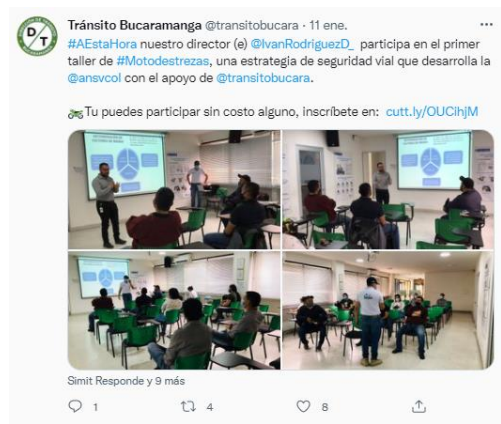 Tránsito Bucaramanga @transitobucara · 11 ene.
#AEstaHora nuestro director (e) @IvanRodriguezD_ participa en el primer
taller de #Motodestrezas, una estrategia de seguridad vial que desarrolla la
@ansvcol con el apoyo de @transitobucara.
Tu puedes participar sin costo alguno, inscríbete en: cutt.ly/OUCihjM
Simit Responde y 9 más
1 4 8